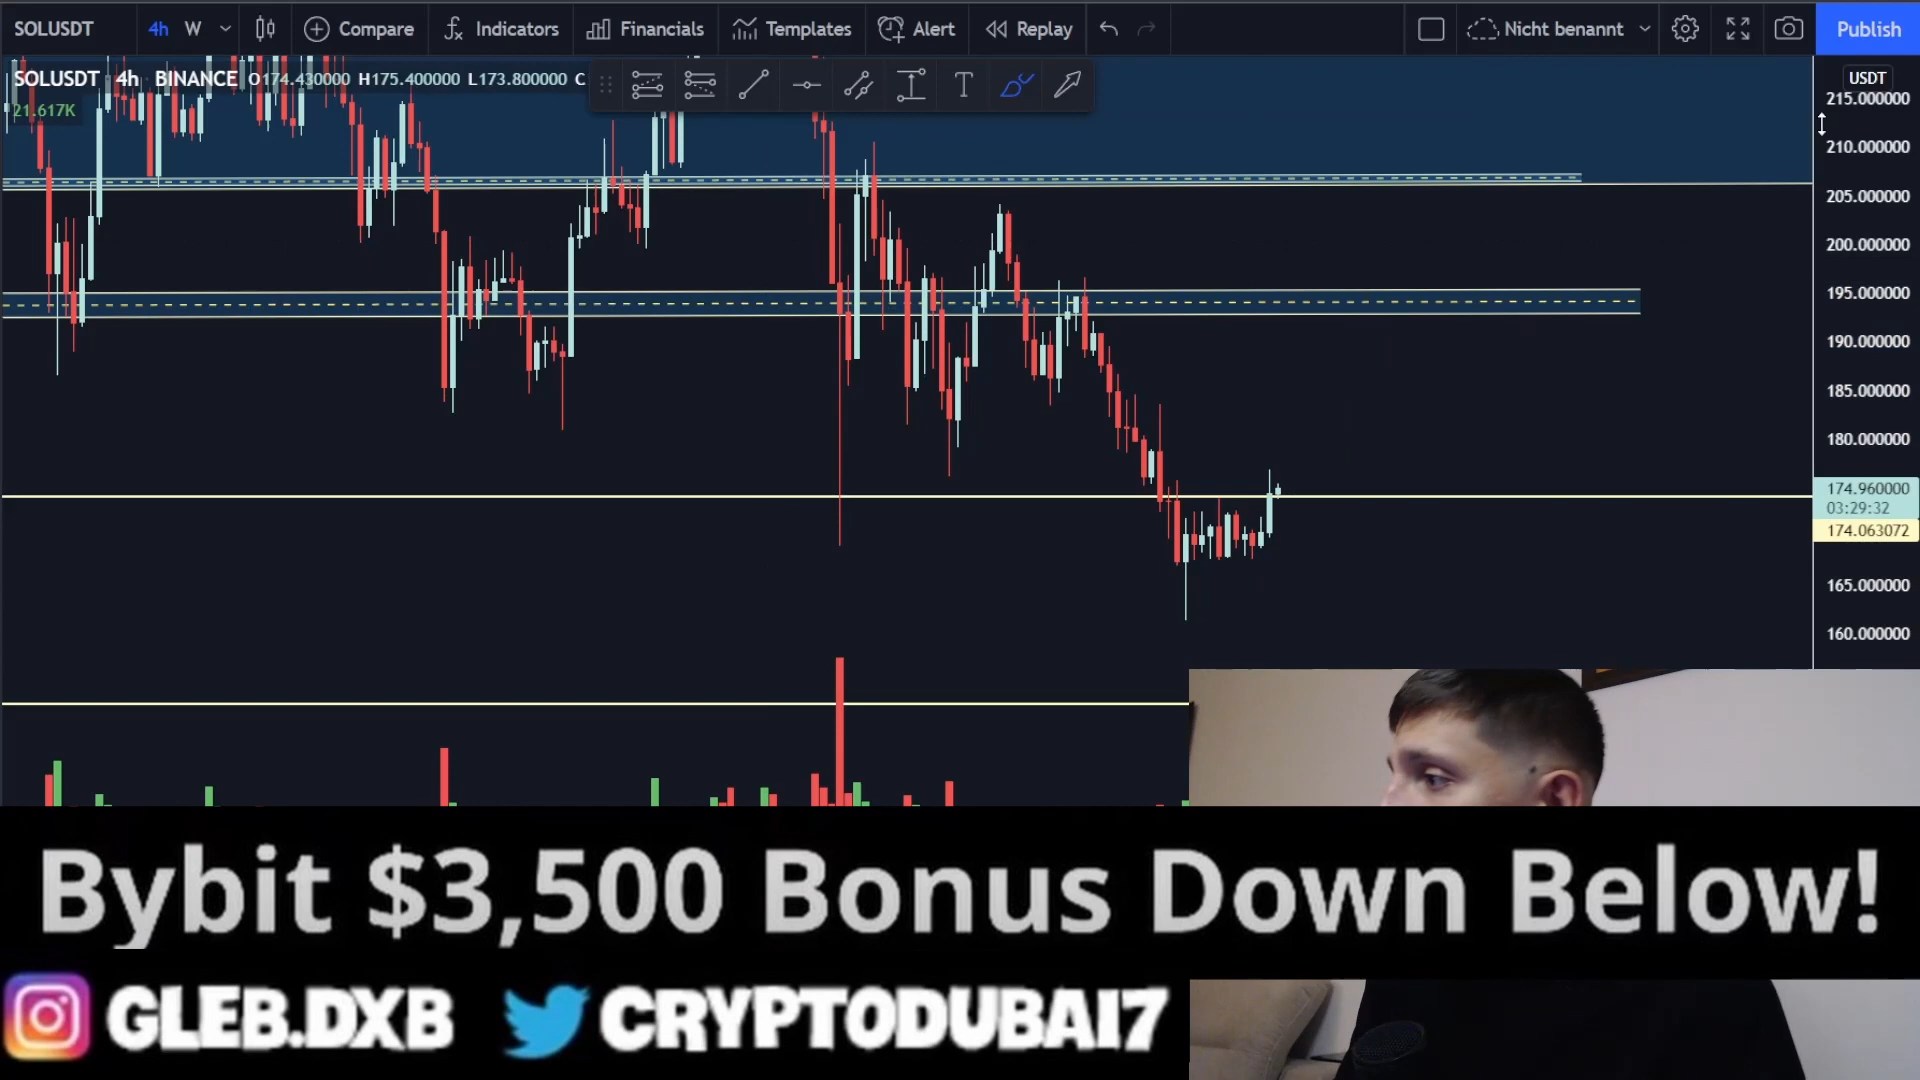 SOLUSDT 4h W Compare Indicators Financials Templates Alert Replay Nicht benannt Publish
SOLUSDT 4h BINANCE O174.430000 H175.400000 L173.800000 C
21.617K
T
USDT
215.000000
210.000000
205.000000
200.000000
195.000000
190.000000
185.000000
180.000000
174.960000
03:29:32
174.063072
165.000000
160.000000
Bybit $3,500 Bonus Down Below!
GLEB.DXB CRYPTODUBAI7